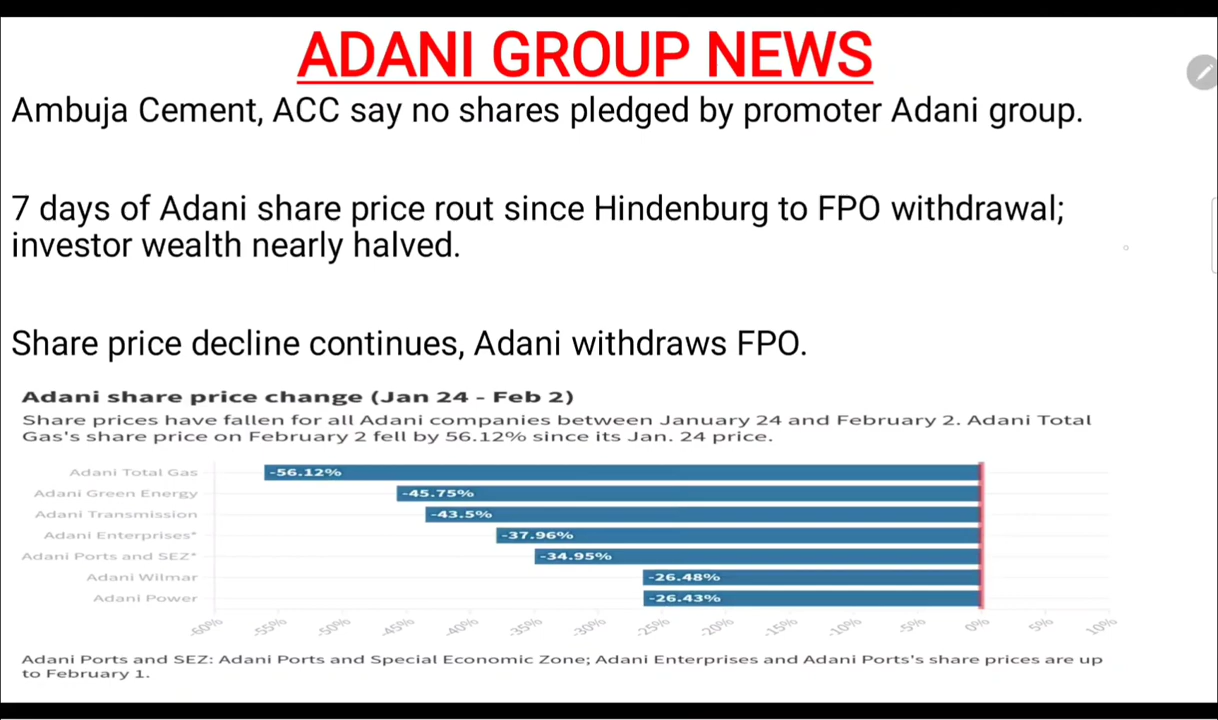 ADANI GROUP NEWS
Ambuja Cement, ACC say no shares pledged by promoter Adani group.
7 days of Adani share price rout since Hindenburg to FPO withdrawal;
investor wealth nearly halved.
Share price decline continues, Adani withdraws FPO.
Adani share price change (Jan 24 - Feb 2)
Share prices have fallen for all Adani companies between January 24 and February 2. Adani Total
Gas's share price on February 2 fell by 56.12% since its Jan. 24 price.
Adani Total Gas -56.12%
Adani Green Energy -45.75%
Adani Transmission -43.5%
Adani Enterprises* -37.96%
Adani Ports and SEZ* -34.95%
Adani Wilmar -26.48%
Adani Power -26.43%
-60% -55% -50% -45% -40% -35% -30% -25% -20% -15% -10% -5% 0% 5% 10%
Adani Ports and SEZ: Adani Ports and Special Economic Zone; Adani Enterprises and Adani Ports's share prices are up
to February 1.